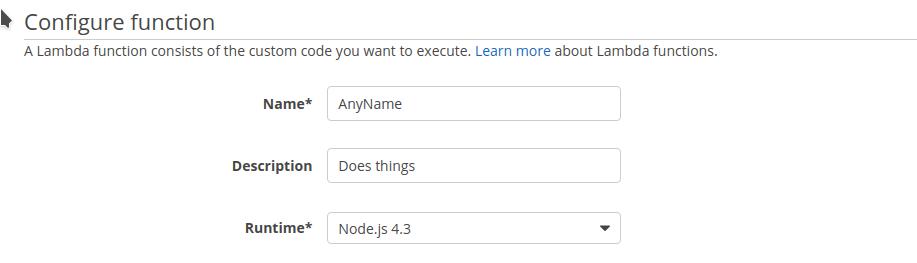 Configure function
A Lambda function consists of the custom code you want to execute. Learn more about Lambda functions.
Name* AnyName
Description Does things
Runtime* Node.js 4.3